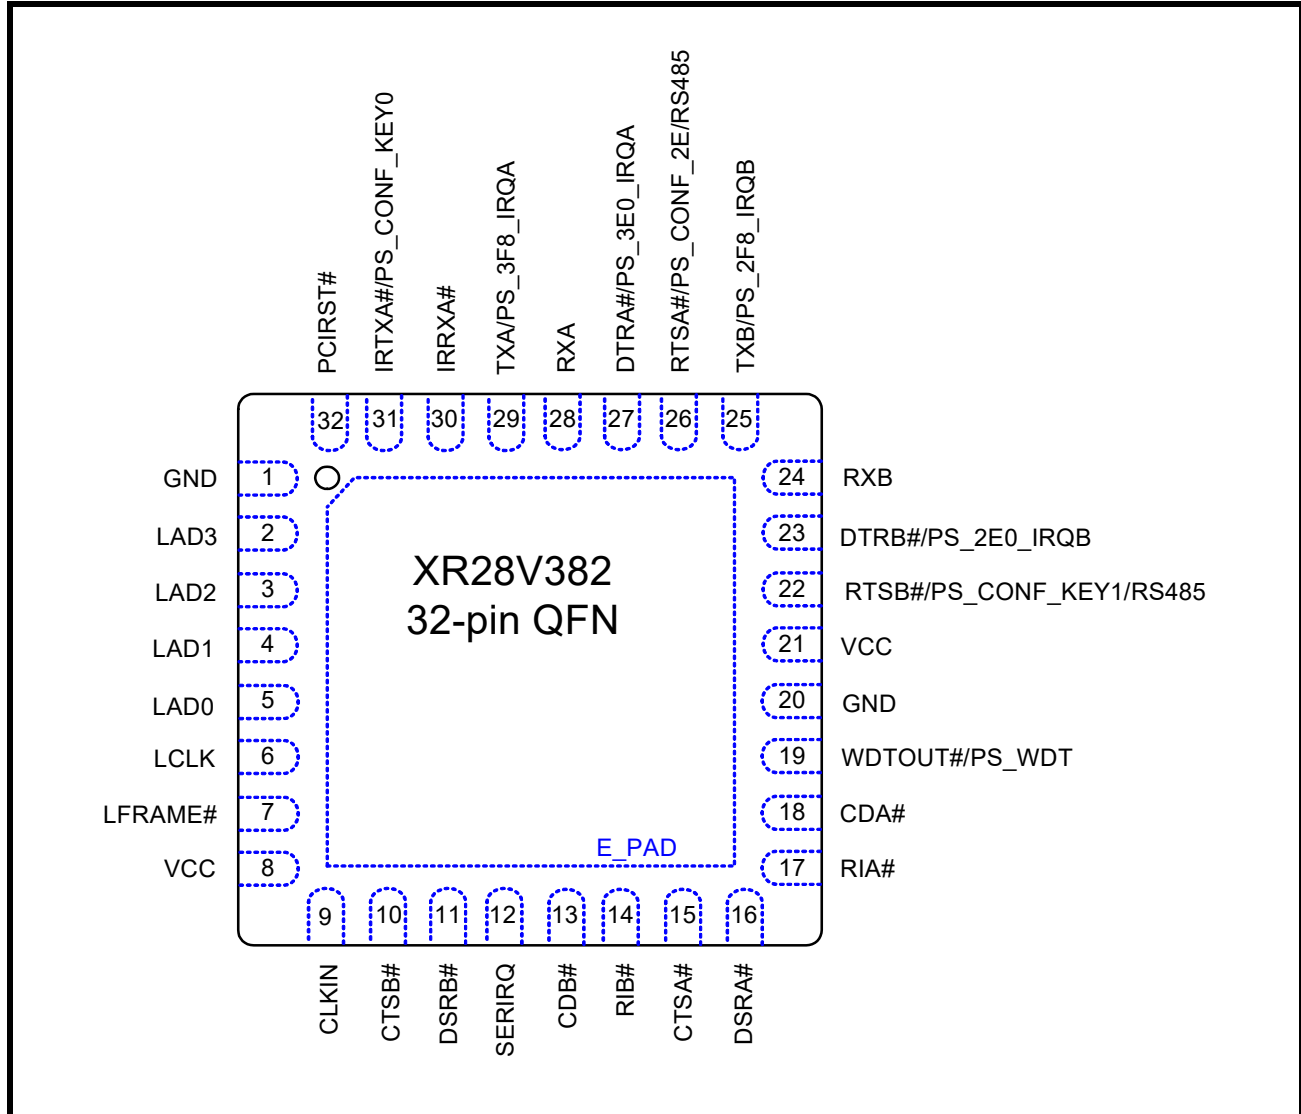 PCIRST#
IRTXA#/PS_CONF_KEY0
IRRXA#
TXA/PS_3F8_IRQA
RXA
DTRA#/PS_3E0_IRQA
RTSA#/PS_CONF_2E/RS485
TXB/PS_2F8_IRQB
32 31 30 29 28 27 26 25
GND 1
LAD3 2
LAD2 3
LAD1 4
LAD0 5
LCLK 6
LFRAME# 7
VCC 8
XR28V382
32-pin QFN
E_PAD
24 RXB
23 DTRB#/PS_2E0_IRQB
22 RTSB#/PS_CONF_KEY1/RS485
21 VCC
20 GND
19 WDTOUT#/PS_WDT
18 CDA#
17 RIA#
9 10 11 12 13 14 15 16
CLKIN
CTSB#
DSRB#
SERIRQ
CDB#
RIB#
CTSA#
DSRA#